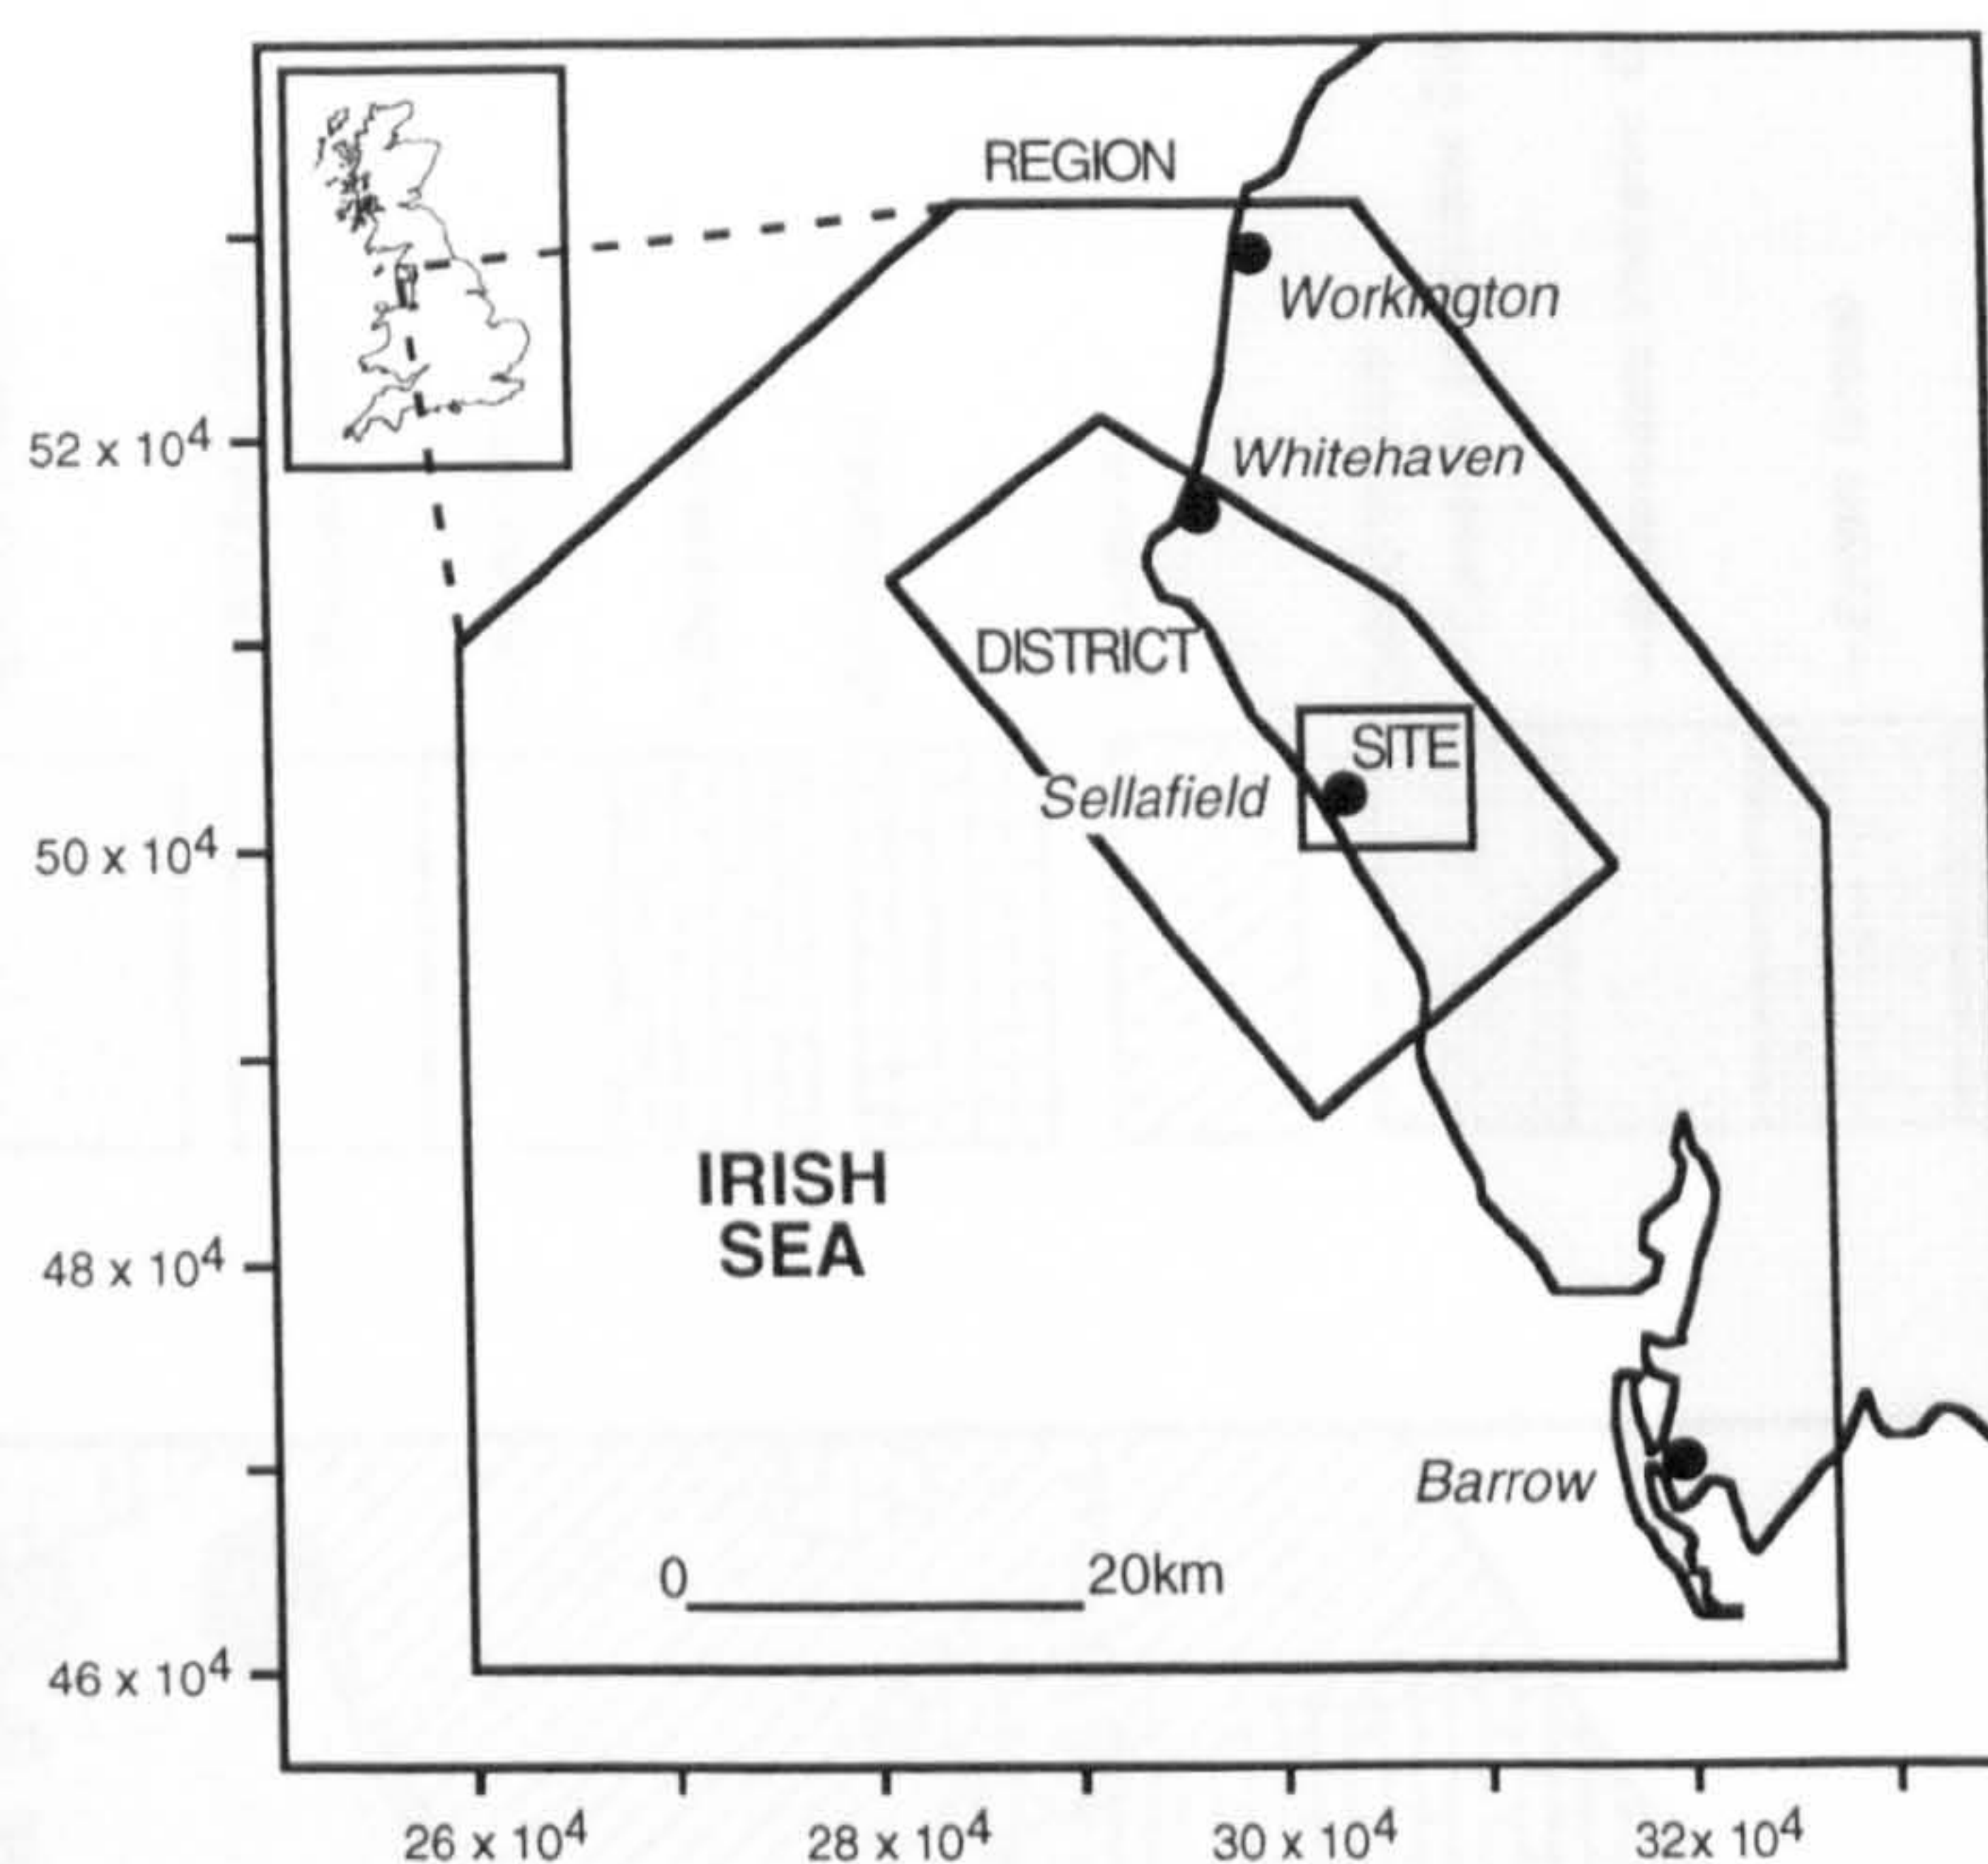 REGION
Workington
52 x 10⁴
Whitehaven
DISTRICT
SITE
Sellafield
50 x 10⁴
IRISH
SEA
48 x 10⁴
Barrow
0 20km
46 x 10⁴
26 x 10⁴ 28 x 10⁴ 30 x 10⁴ 32x 10⁴